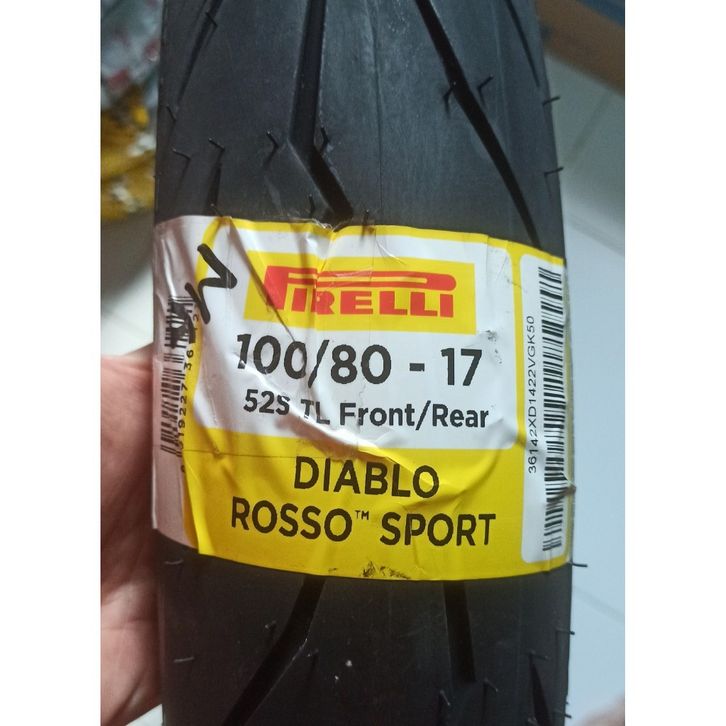 PIRELLI
100/80 - 17
52S TL Front/Rear
DIABLO
ROSSO™ SPORT
36142XD1422VGK50